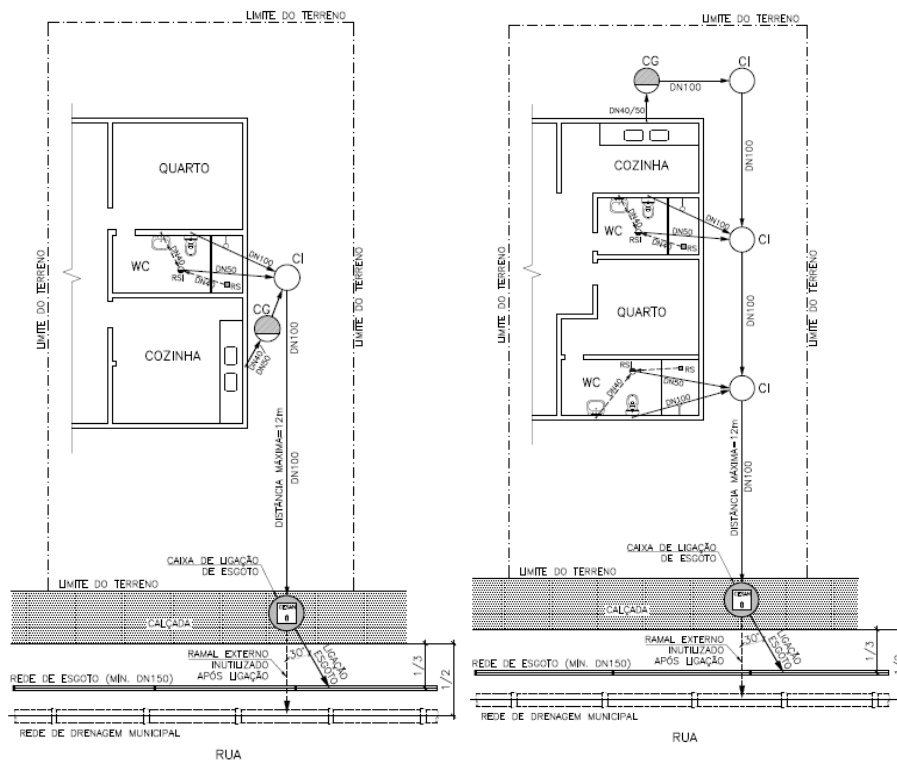 LIMITE DO TERRENO
QUARTO
CI
WC
DN40
DN100
DN50
DN40
RSI
RS
CG
DN40/
DN50
COZINHA
DN100
LIMITE DO TERRENO
LIMITE DO TERRENO
DISTÂNCIA MÁXIMA=12m
DN100
CAIXA DE LIGAÇÃO
DE ESGOTO
LIMITE DO TERRENO
CALÇADA
RAMAL EXTERNO
INUTILIZADO
APÓS LIGAÇÃO
30°
LIGAÇÃO
ESGOTO
1/3
1/2
REDE DE ESGOTO (MÍN. DN150)
REDE DE DRENAGEM MUNICIPAL
RUA
LIMITE DO TERRENO
CG
CI
DN100
DN40/50
COZINHA
DN100
WC
DN40
DN100
DN50
DN40
RSI
RS
CI
LIMITE DO TERRENO
LIMITE DO TERRENO
QUARTO
DN100
WC
DN40
RSI
RS
DN50
DN100
CI
DISTÂNCIA MÁXIMA=12m
DN100
CAIXA DE LIGAÇÃO
DE ESGOTO
LIMITE DO TERRENO
CALÇADA
RAMAL EXTERNO
INUTILIZADO
APÓS LIGAÇÃO
30°
LIGAÇÃO
ESGOTO
1/3
REDE DE ESGOTO (MÍN. DN150)
REDE DE DRENAGEM MUNICIPAL
RUA